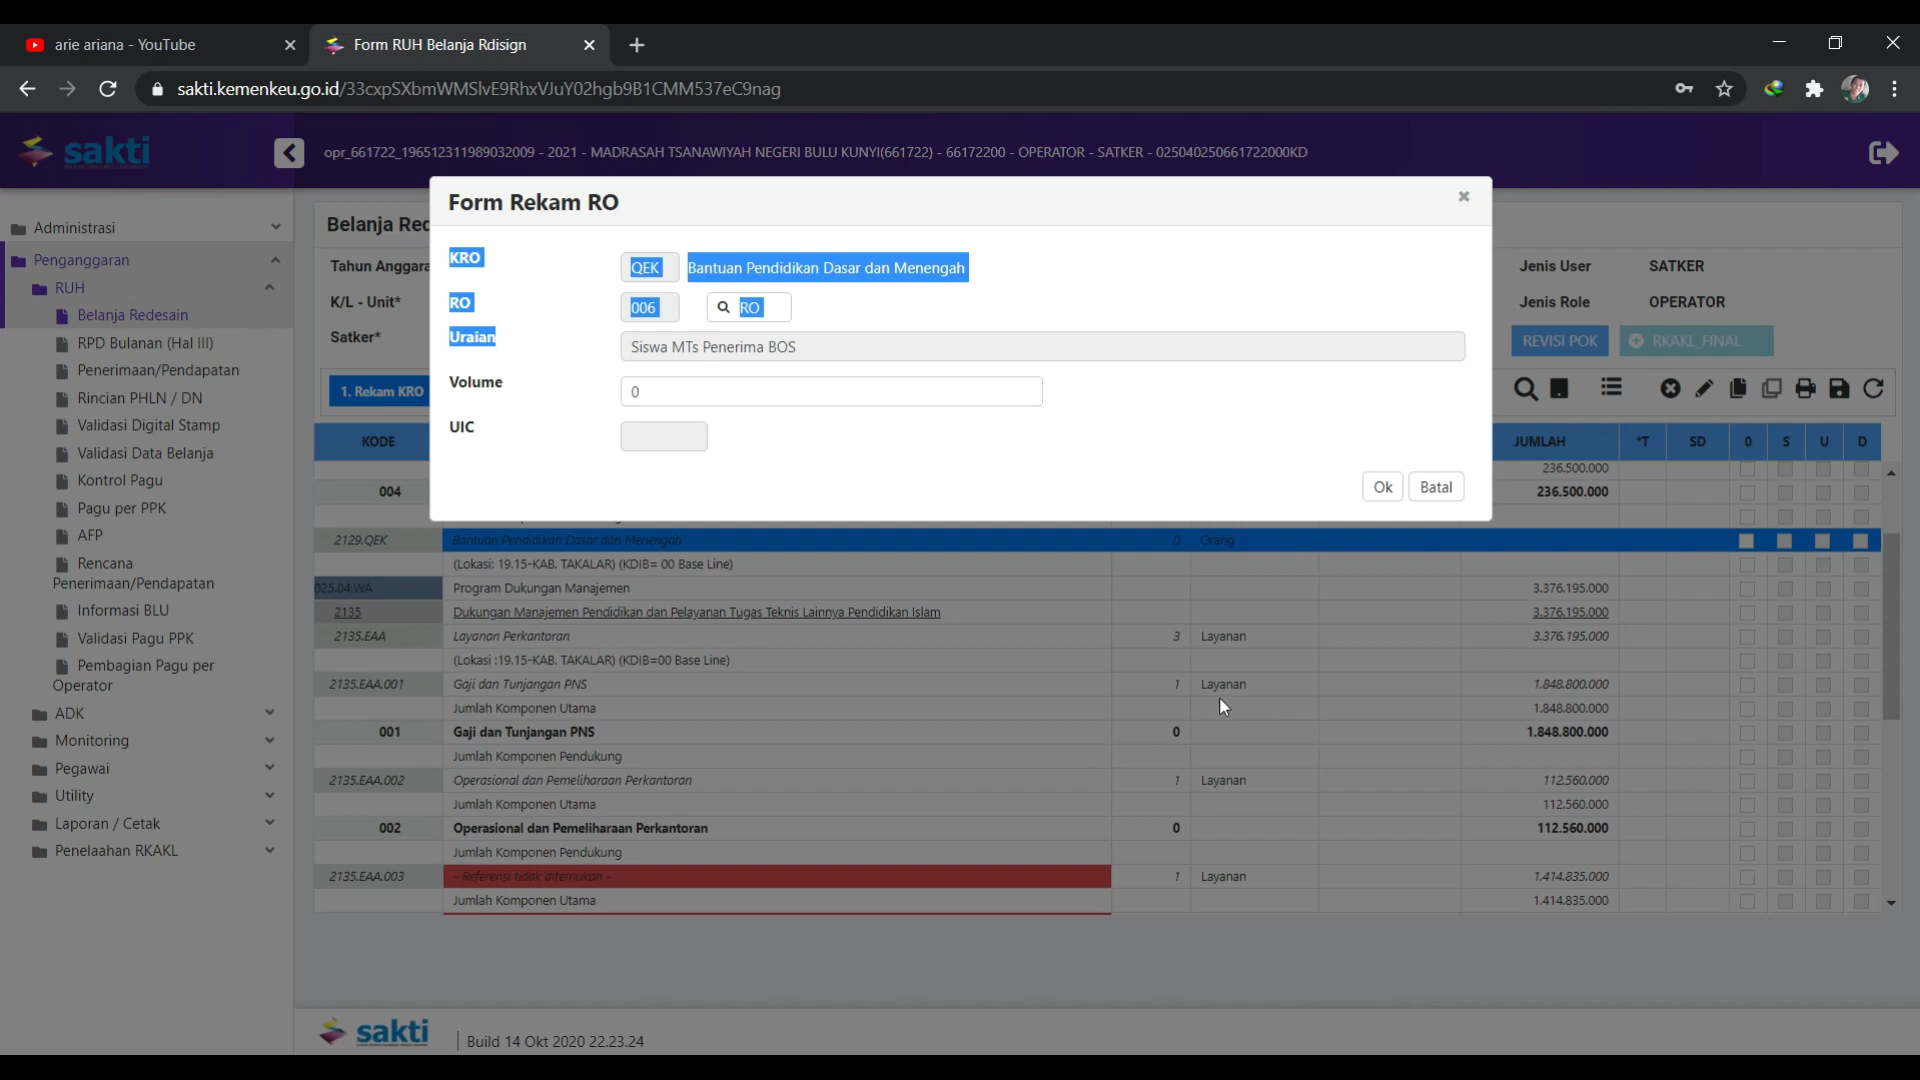 arie ariana - YouTube
Form RUH Belanja Rdisign
sakti.kemenkeu.go.id/33cxpSXbmWMSlvE9RhxVJuY02hgb9B1CMM537eC9nag
sakti
opr_661722_196512311989032009 - 2021 - MADRASAH TSANAWIYAH NEGERI BULU KUNYI(661722) - 66172200 - OPERATOR - SATKER - 025040250661722000KD
Administrasi
Penganggaran
RUH
Belanja Redesain
RPD Bulanan (Hal III)
Penerimaan/Pendapatan
Rincian PHLN / DN
Validasi Digital Stamp
Validasi Data Belanja
Kontrol Pagu
Pagu per PPK
AFP
Rencana
Penerimaan/Pendapatan
Informasi BLU
Validasi Pagu PPK
Pembagian Pagu per
Operator
ADK
Monitoring
Pegawai
Utility
Laporan / Cetak
Penelaahan RKAKL
Belanja Red
Tahun Anggara
K/L - Unit*
Satker*
1. Rekam KRO
Jenis User SATKER
Jenis Role OPERATOR
REVISI POK RKAKL_FINAL
Form Rekam RO
KRO QEK Bantuan Pendidikan Dasar dan Menengah
RO 006 RO
Uraian Siswa MTs Penerima BOS
Volume 0
UIC
Ok Batal
KODE JUMLAH *T SD 0 S U D
236.500.000
004 236.500.000
2129.QEK Bantuan Pendidikan Dasar dan Menengah 0 Orang
(Lokasi: 19.15-KAB. TAKALAR) (KDIB= 00 Base Line)
025.04.WA Program Dukungan Manajemen 3.376.195.000
2135 Dukungan Manajemen Pendidikan dan Pelayanan Tugas Teknis Lainnya Pendidikan Islam 3.376.195.000
2135.EAA Layanan Perkantoran 3 Layanan 3.376.195.000
(Lokasi :19.15-KAB. TAKALAR) (KDIB=00 Base Line)
2135.EAA.001 Gaji dan Tunjangan PNS 1 Layanan 1.848.800.000
Jumlah Komponen Utama 1.848.800.000
001 Gaji dan Tunjangan PNS 0 1.848.800.000
Jumlah Komponen Pendukung
2135.EAA.002 Operasional dan Pemeliharaan Perkantoran 1 Layanan 112.560.000
Jumlah Komponen Utama 112.560.000
002 Operasional dan Pemeliharaan Perkantoran 0 112.560.000
Jumlah Komponen Pendukung
2135.EAA.003 - Referensi tidak ditemukan - 1 Layanan 1.414.835.000
Jumlah Komponen Utama 1.414.835.000
sakti Build 14 Okt 2020 22.23.24